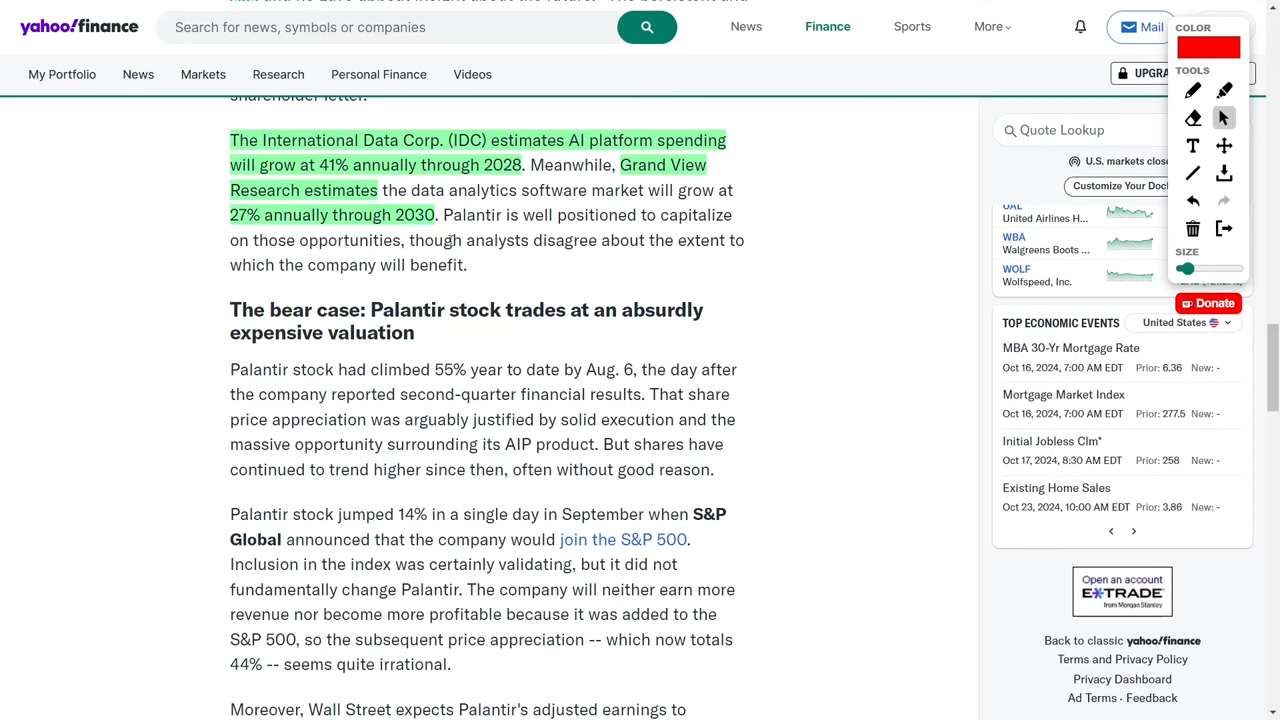 yahoo!finance
Search for news, symbols or companies
News
Finance
Sports
More
Mail
My Portfolio
News
Markets
Research
Personal Finance
Videos
UPGRA
shareholder letter.
The International Data Corp. (IDC) estimates AI platform spending
will grow at 41% annually through 2028. Meanwhile, Grand View
Research estimates the data analytics software market will grow at
27% annually through 2030. Palantir is well positioned to capitalize
on those opportunities, though analysts disagree about the extent to
which the company will benefit.
The bear case: Palantir stock trades at an absurdly
expensive valuation
Palantir stock had climbed 55% year to date by Aug. 6, the day after
the company reported second-quarter financial results. That share
price appreciation was arguably justified by solid execution and the
massive opportunity surrounding its AIP product. But shares have
continued to trend higher since then, often without good reason.
Palantir stock jumped 14% in a single day in September when S&P
Global announced that the company would join the S&P 500.
Inclusion in the index was certainly validating, but it did not
fundamentally change Palantir. The company will neither earn more
revenue nor become more profitable because it was added to the
S&P 500, so the subsequent price appreciation -- which now totals
44% -- seems quite irrational.
Moreover, Wall Street expects Palantir's adjusted earnings to
COLOR
TOOLS
SIZE
Donate
Quote Lookup
U.S. markets close
Customize Your Doc
UAL
United Airlines H...
WBA
Walgreens Boots ...
WOLF
Wolfspeed, Inc.
TOP ECONOMIC EVENTS
United States
MBA 30-Yr Mortgage Rate
Oct 16, 2024, 7:00 AM EDT Prior: 6.36 New: -
Mortgage Market Index
Oct 16, 2024, 7:00 AM EDT Prior: 277.5 New: -
Initial Jobless Clm*
Oct 17, 2024, 8:30 AM EDT Prior: 258 New: -
Existing Home Sales
Oct 23, 2024, 10:00 AM EDT Prior: 3.86 New: -
Open an account
E*TRADE
from Morgan Stanley
Back to classic yahoo!finance
Terms and Privacy Policy
Privacy Dashboard
Ad Terms · Feedback